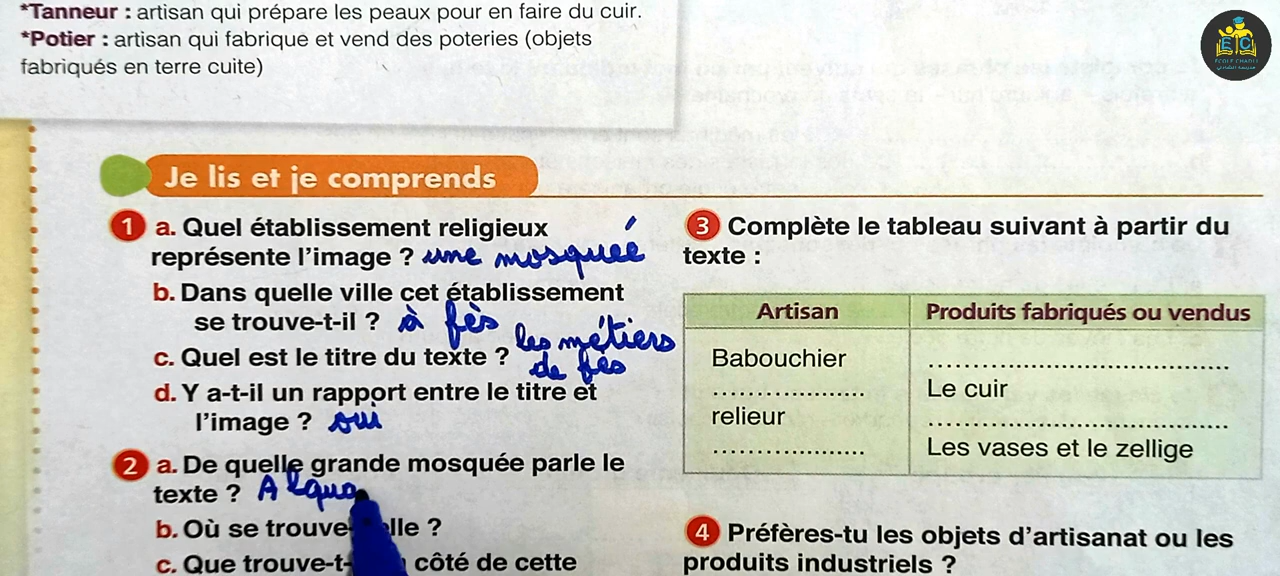 *Tanneur : artisan qui prépare les peaux pour en faire du cuir.
*Potier : artisan qui fabrique et vend des poteries (objets
fabriqués en terre cuite)
E C
ÉCOLE CHADLI
Je lis et je comprends
1 a. Quel établissement religieux
représente l'image ? une mosquée
b. Dans quelle ville cet établissement
se trouve-t-il ? à fès
c. Quel est le titre du texte ? les métiers
de fès
d. Y a-t-il un rapport entre le titre et
l'image ? oui
2 a. De quelle grande mosquée parle le
texte ? Alqua
b. Où se trouve- elle ?
c. Que trouve-t- côté de cette
3 Complète le tableau suivant à partir du
texte :
Artisan Produits fabriqués ou vendus
Babouchier ....................................
.................... Le cuir
relieur ....................................
.................... Les vases et le zellige
4 Préfères-tu les objets d'artisanat ou les
produits industriels ?